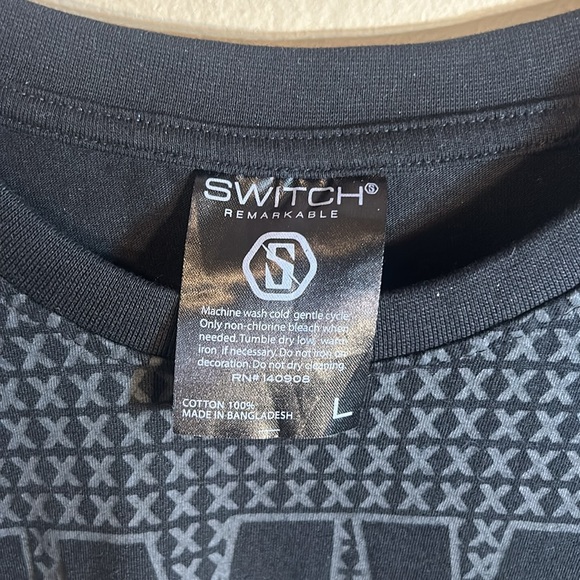 SWITCH
REMARKABLE
S
Machine wash cold gentle cycle
Only non-chlorine bleach when
needed. Tumble dry low, warm
iron if necessary. Do not iron on
decoration. Do not dry cleaning.
RN# 140908
COTTON 100%
MADE IN BANGLADESH
L